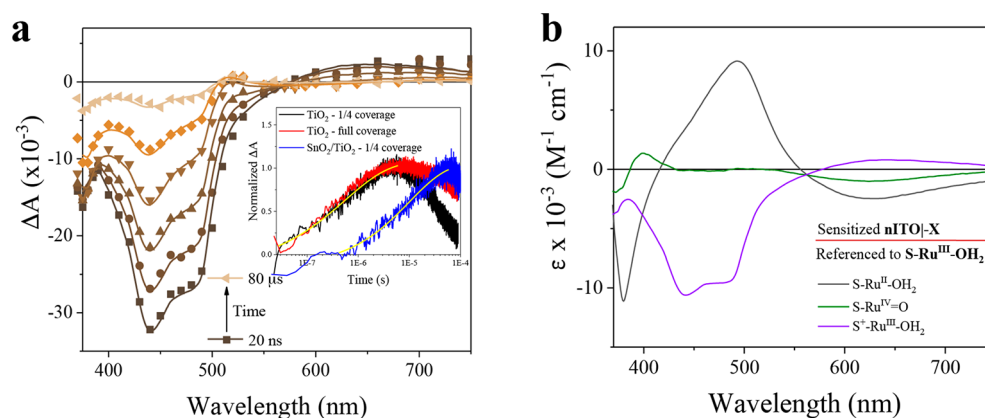 a
ΔA (x10⁻³)
0
-10
-20
-30
400
500
600
700
Wavelength (nm)
80 μs
Time
20 ns
TiO₂ - 1/4 coverage
TiO₂ - full coverage
SnO₂/TiO₂ - 1/4 coverage
Normalized ΔA
1.5
1.0
0.5
0.0
1E-7
1E-6
1E-5
1E-4
Time (s)
b
ε x 10⁻³ (M⁻¹ cm⁻¹)
10
0
-10
400
500
600
700
Wavelength (nm)
Sensitized nITO|-X
Referenced to S-Ruᴵᴵᴵ-OH₂
S-Ruᴵᴵ-OH₂
S-Ruᴵⱽ=O
S⁺-Ruᴵᴵᴵ-OH₂